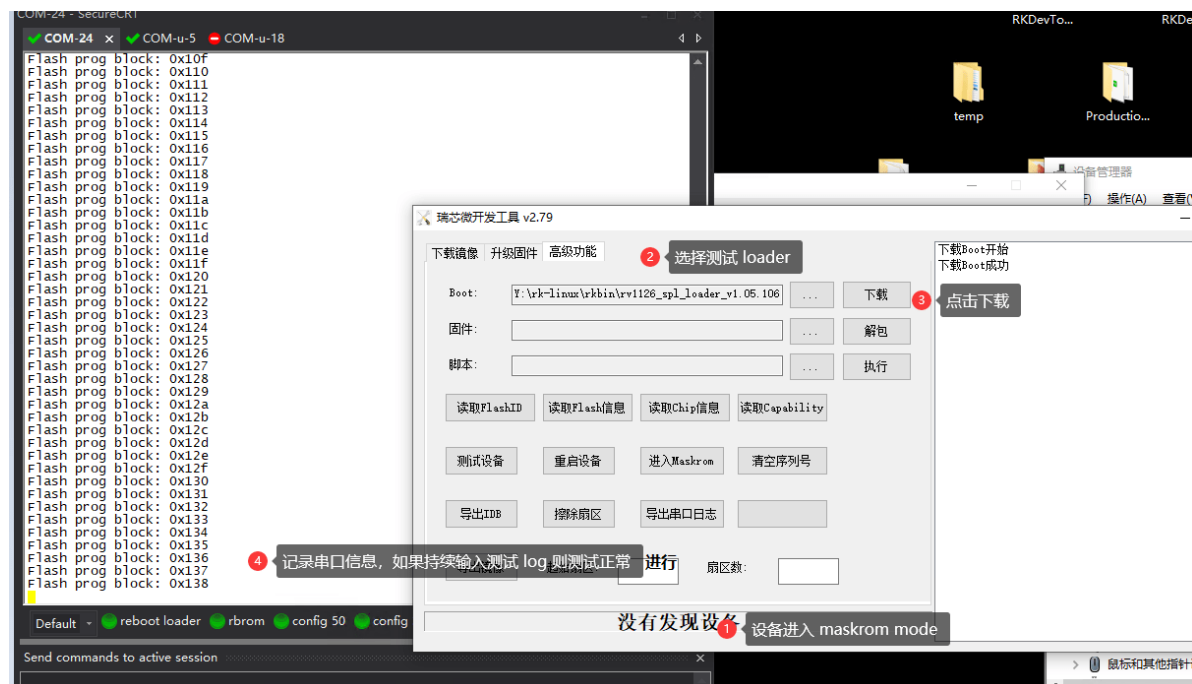 COM-24 - SecureCRT
COM-24
COM-u-5
COM-u-18
Flash prog block: 0x10f
Flash prog block: 0x110
Flash prog block: 0x111
Flash prog block: 0x112
Flash prog block: 0x113
Flash prog block: 0x114
Flash prog block: 0x115
Flash prog block: 0x116
Flash prog block: 0x117
Flash prog block: 0x118
Flash prog block: 0x119
Flash prog block: 0x11a
Flash prog block: 0x11b
Flash prog block: 0x11c
Flash prog block: 0x11d
Flash prog block: 0x11e
Flash prog block: 0x11f
Flash prog block: 0x120
Flash prog block: 0x121
Flash prog block: 0x122
Flash prog block: 0x123
Flash prog block: 0x124
Flash prog block: 0x125
Flash prog block: 0x126
Flash prog block: 0x127
Flash prog block: 0x128
Flash prog block: 0x129
Flash prog block: 0x12a
Flash prog block: 0x12b
Flash prog block: 0x12c
Flash prog block: 0x12d
Flash prog block: 0x12e
Flash prog block: 0x12f
Flash prog block: 0x130
Flash prog block: 0x131
Flash prog block: 0x132
Flash prog block: 0x133
Flash prog block: 0x134
Flash prog block: 0x135
Flash prog block: 0x136
Flash prog block: 0x137
Flash prog block: 0x138
Default
reboot loader
rbrom
config 50
config
Send commands to active session
RKDevTo...
RKDe
temp
Productio...
设备管理器
操作(A) 查看(
瑞芯微开发工具 v2.79
下载镜像 升级固件 高级功能
2 选择测试 loader
Boot: Y:\rk-linux\rkbin\rv1126_spl_loader_v1.05.106 ... 下载
3 点击下载
固件: ... 解包
脚本: ... 执行
读取FlashID 读取Flash信息 读取Chip信息 读取Capability
测试设备 重启设备 进入Maskrom 清空序列号
导出IDB 擦除扇区 导出串口日志
4 记录串口信息，如果持续输入测试 log 则测试正常
进行
扇区数:
没有发现设备
1 设备进入 maskrom mode
下载Boot开始
下载Boot成功
鼠标和其他指针